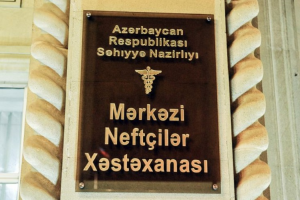 Azərbaycan
Respublikası
Səhiyyə Nazirliyi
Mərkəzi
Neftçilər
Xəstəxanası